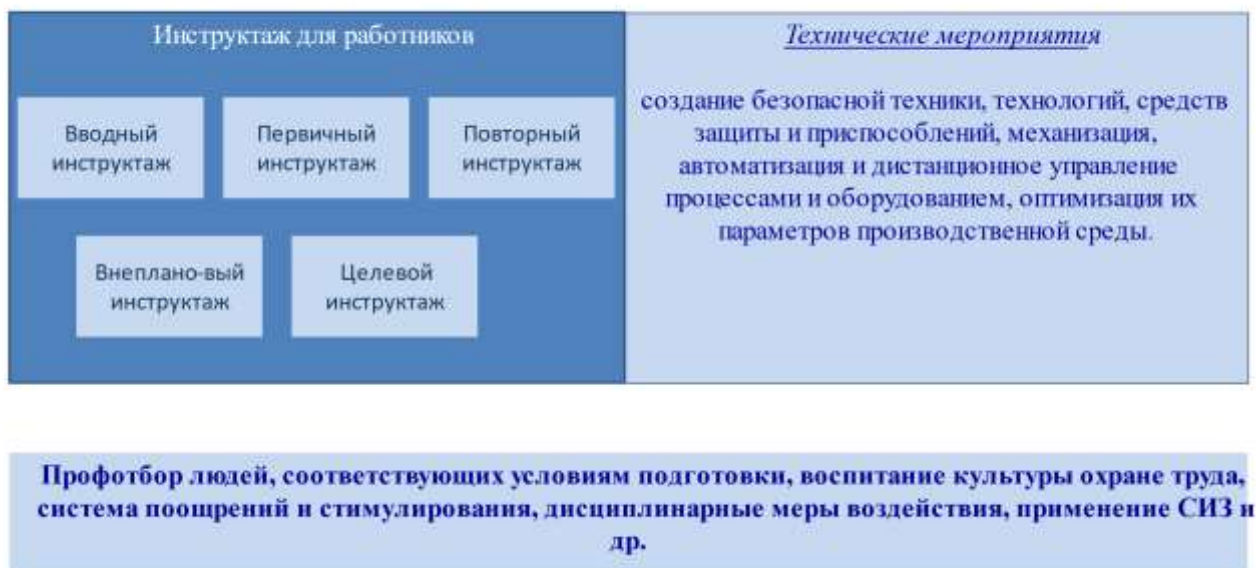 Инструктаж для работников
Вводный
инструктаж
Первичный
инструктаж
Повторный
инструктаж
Внеплано-вый
инструктаж
Целевой
инструктаж
Технические мероприятия
создание безопасной техники, технологий, средств
защиты и приспособлений, механизация,
автоматизация и дистанционное управление
процессами и оборудованием, оптимизация их
параметров производственной среды.
Профотбор людей, соответствующих условиям подготовки, воспитание культуры охране труда,
система поощрений и стимулирования, дисциплинарные меры воздействия, применение СИЗ и
др.